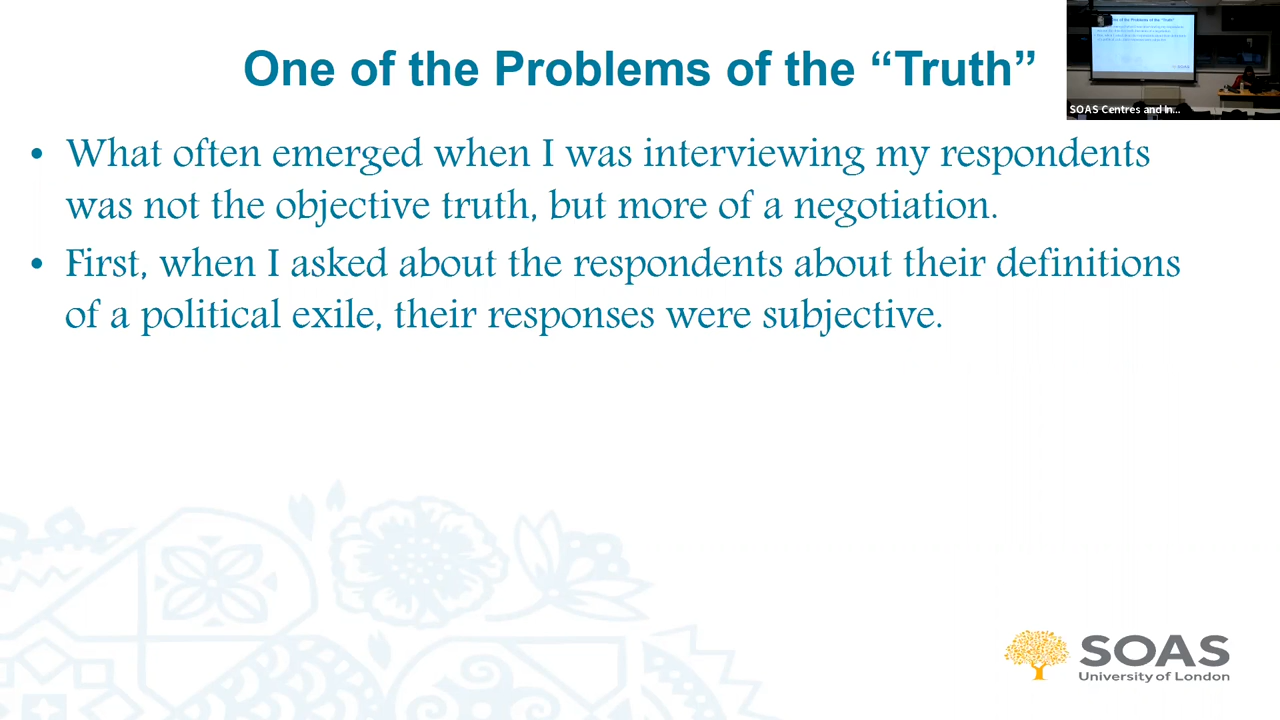 One of the Problems of the “Truth”
SOAS Centres and In...
• What often emerged when I was interviewing my respondents
was not the objective truth, but more of a negotiation.
• First, when I asked about the respondents about their definitions
of a political exile, their responses were subjective.
SOAS
University of London